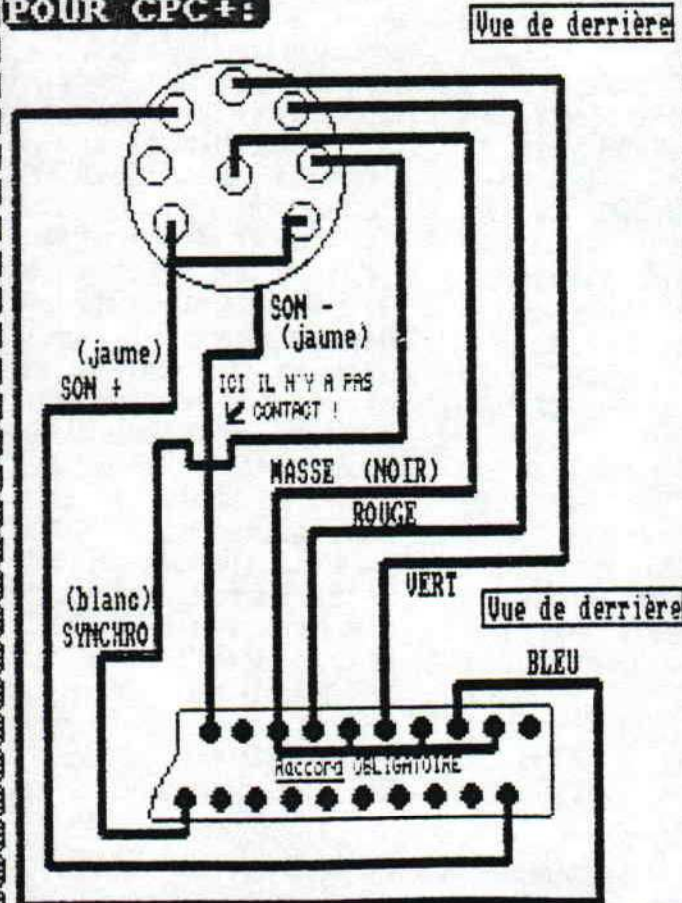 POUR CPC+:
Vue de derrière
SON -
(jaune)
(jaune)
SON +
ICI IL N'Y A PAS
CONTACT !
MASSE (NOIR)
ROUGE
VERT
(blanc)
SYNCHRO
Vue de derrière
BLEU
Raccord OBLIGATOIRE